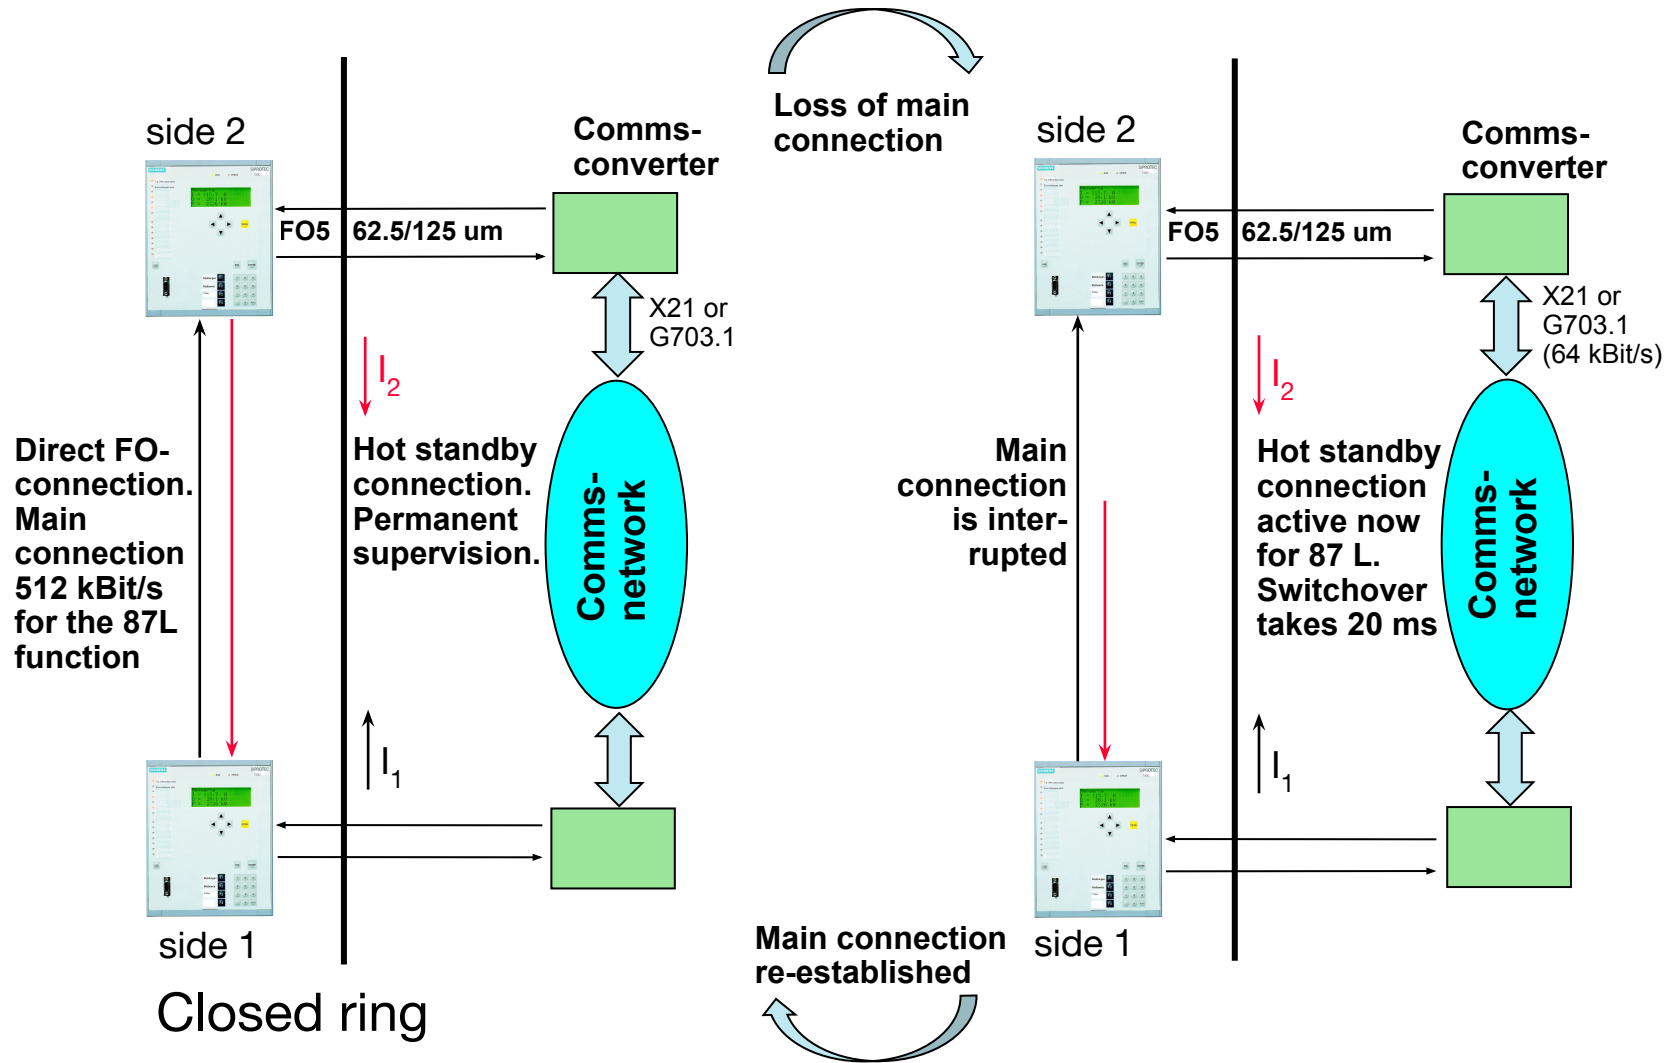 side 2
Comms-
converter
FO5
62.5/125 um
X21 or
G703.1
I2
Direct FO-
connection.
Main
connection
512 kBit/s
for the 87L
function
Hot standby
connection.
Permanent
supervision.
Comms-
network
I1
side 1
Closed ring
Loss of main
connection
Main connection
re-established
side 2
Comms-
converter
FO5
62.5/125 um
X21 or
G703.1
(64 kBit/s)
I2
Main
connection
is inter-
rupted
Hot standby
connection
active now
for 87 L.
Switchover
takes 20 ms
Comms-
network
I1
side 1